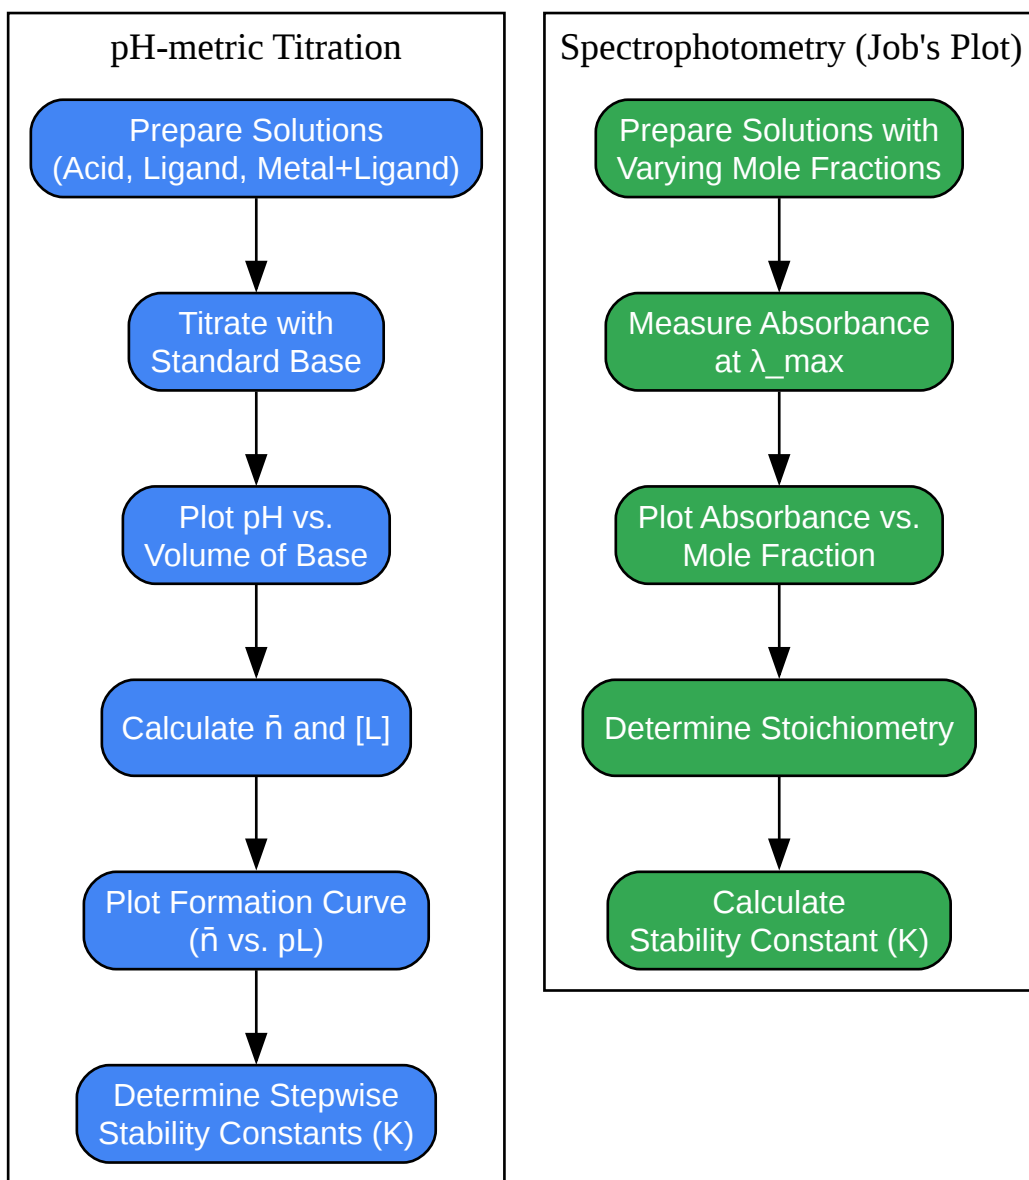 pH-metric Titration
Prepare Solutions
(Acid, Ligand, Metal+Ligand)
Titrate with
Standard Base
Plot pH vs.
Volume of Base
Calculate n̄ and [L]
Plot Formation Curve
(n̄ vs. pL)
Determine Stepwise
Stability Constants (K)
Spectrophotometry (Job's Plot)
Prepare Solutions with
Varying Mole Fractions
Measure Absorbance
at λ_max
Plot Absorbance vs.
Mole Fraction
Determine Stoichiometry
Calculate
Stability Constant (K)